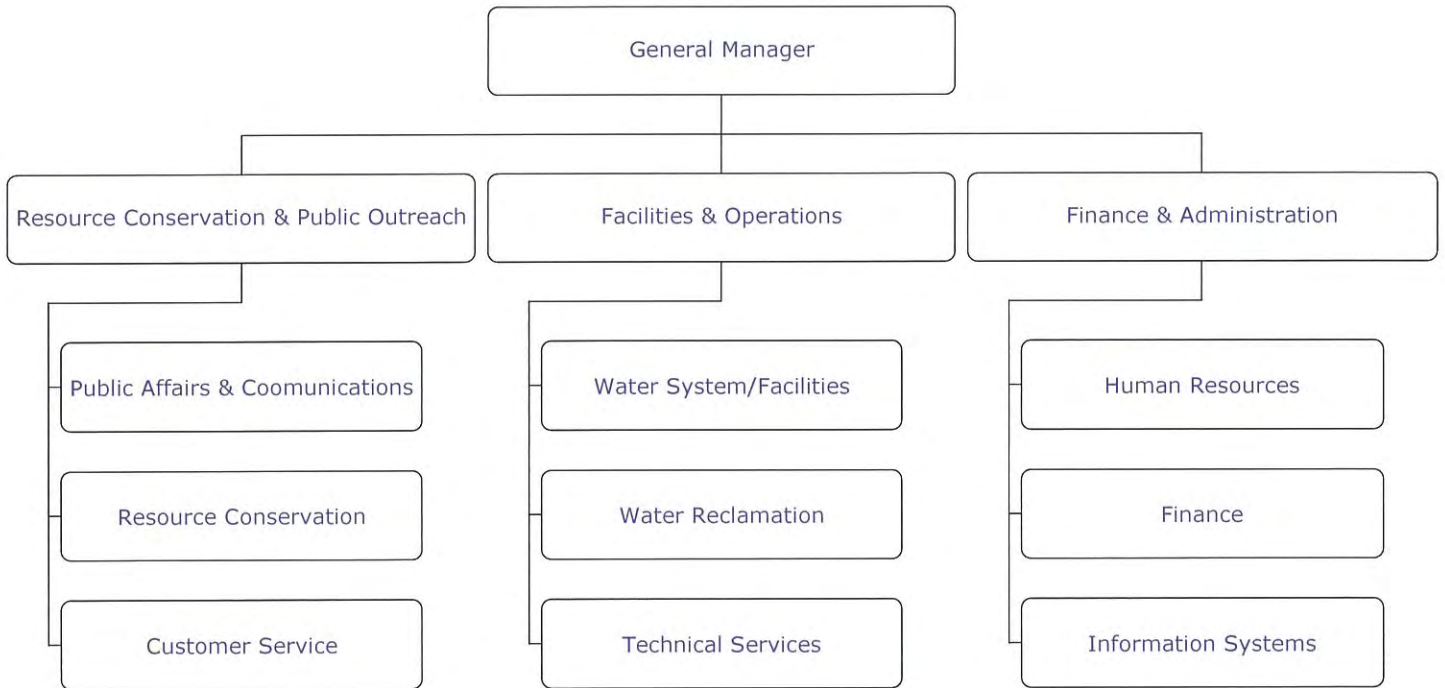 General Manager
Resource Conservation & Public Outreach
Facilities & Operations
Finance & Administration
Public Affairs & Coomunications
Resource Conservation
Customer Service
Water System/Facilities
Water Reclamation
Technical Services
Human Resources
Finance
Information Systems